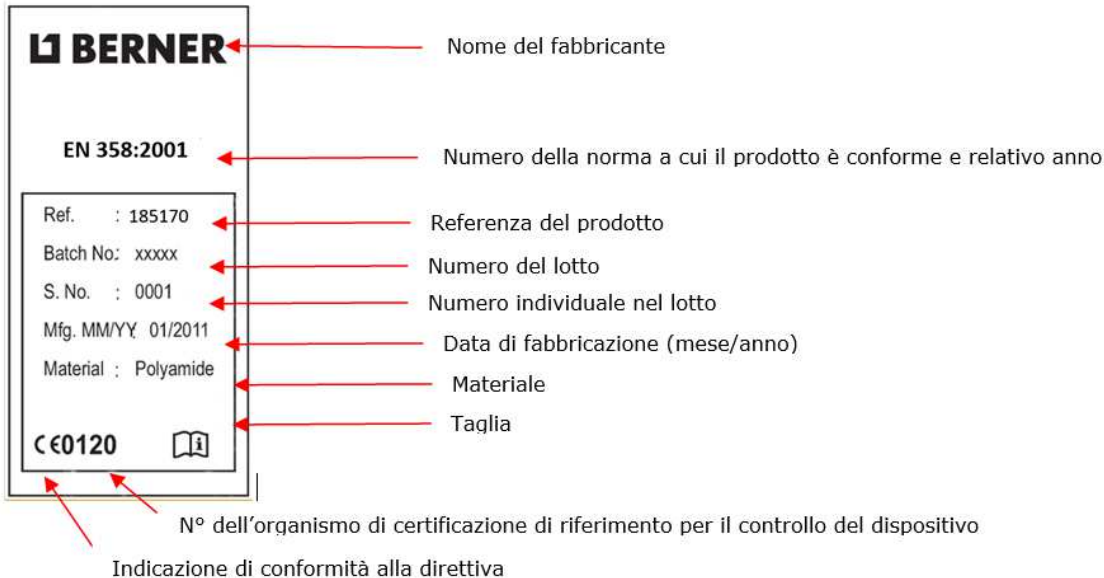 BERNER
Nome del fabbricante
EN 358:2001
Numero della norma a cui il prodotto è conforme e relativo anno
Ref. : 185170
Referenza del prodotto
Batch No.: xxxxx
Numero del lotto
S. No. : 0001
Numero individuale nel lotto
Mfg. MM/YY: 01/2011
Data di fabbricazione (mese/anno)
Material : Polyamide
Materiale
Taglia
CE0120
N° dell’organismo di certificazione di riferimento per il controllo del dispositivo
Indicazione di conformità alla direttiva